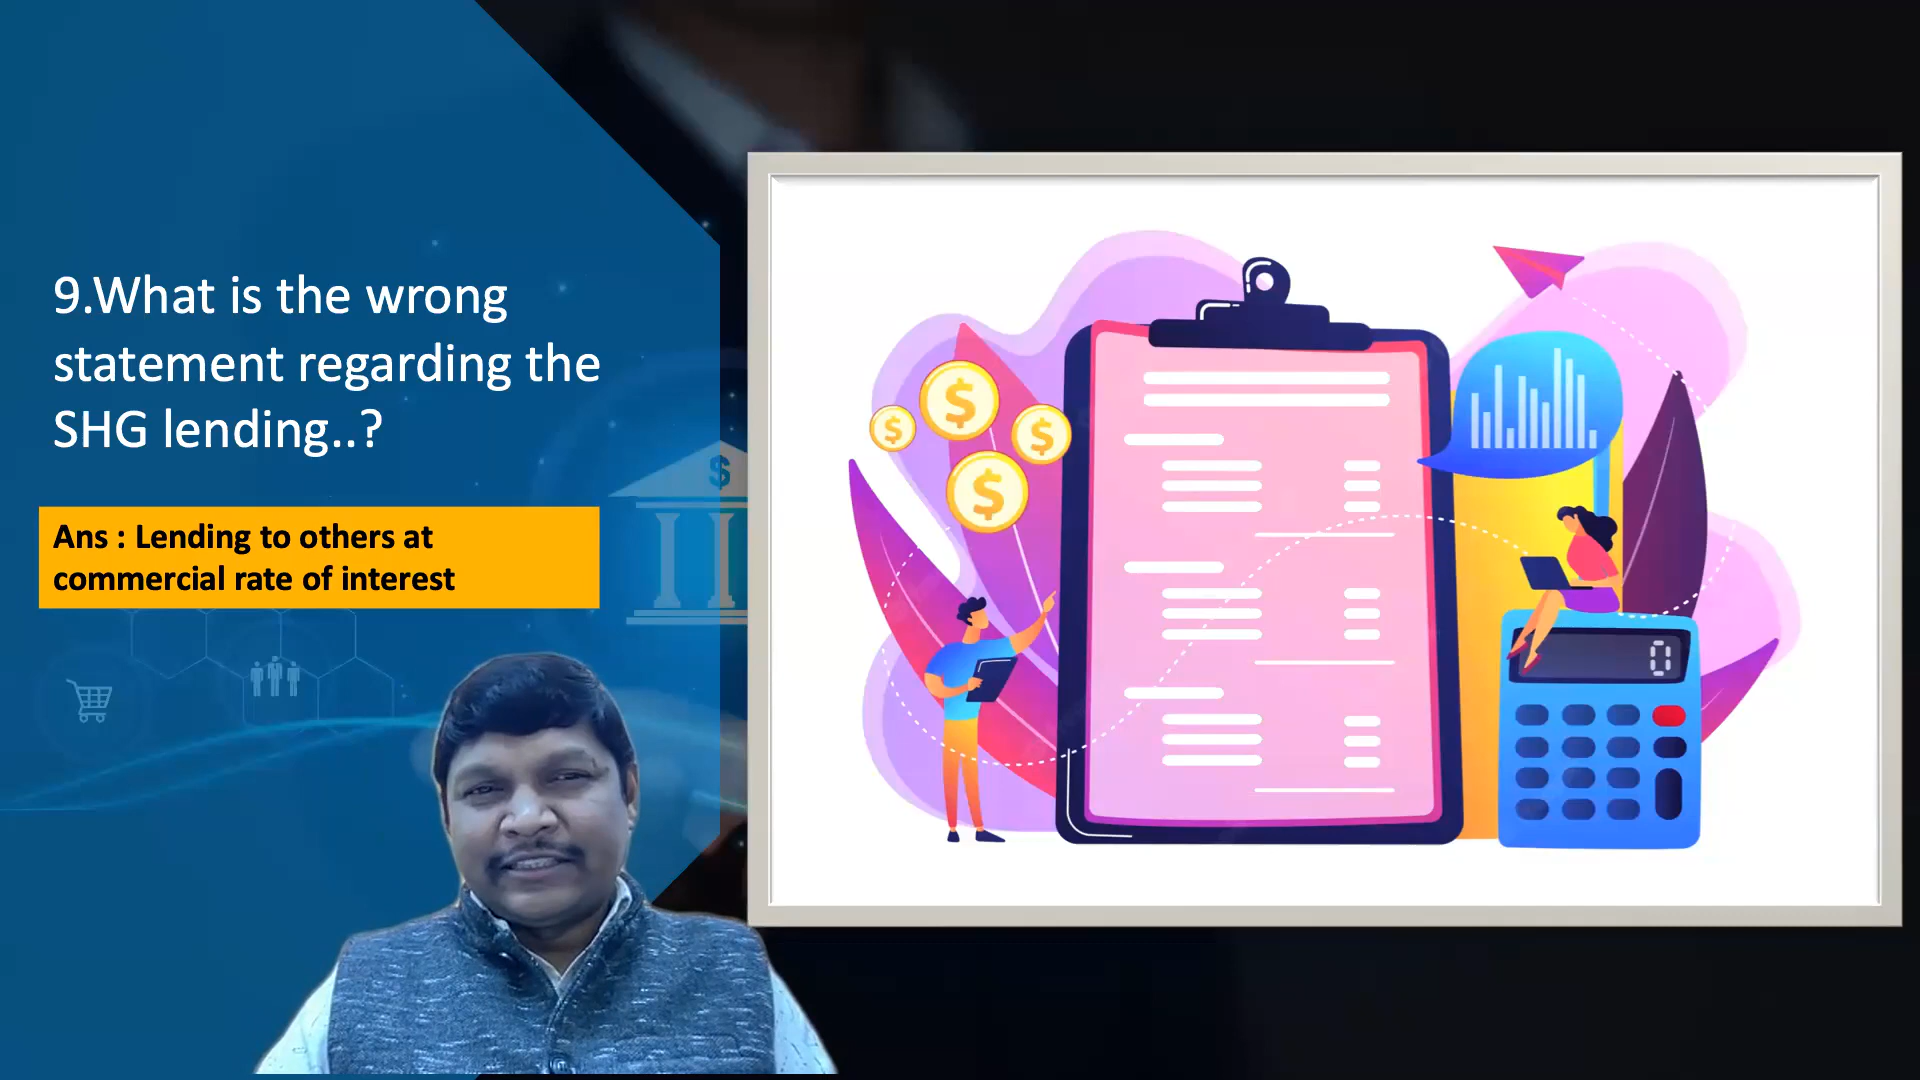 9.What is the wrong
statement regarding the
SHG lending..?
Ans : Lending to others at
commercial rate of interest
$
$
$
$
$
0